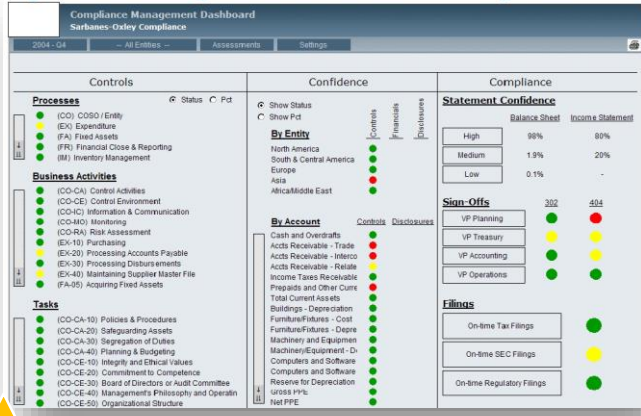 Compliance Management Dashboard
Sarbanes-Oxley Compliance
2004 - Q4
-- All Entities --
Assessments
Settings
Controls
Processes
Status Pct
(CO) COSO / Entity
(EX) Expenditure
(FA) Fixed Assets
(FR) Financial Close & Reporting
(IM) Inventory Management
Business Activities
(CO-CA) Control Activities
(CO-CE) Control Environment
(CO-IC) Information & Communication
(CO-MO) Monitoring
(CO-RA) Risk Assessment
(EX-10) Purchasing
(EX-20) Processing Accounts Payable
(EX-30) Processing Disbursements
(EX-40) Maintaining Supplier Master File
(FA-05) Acquiring Fixed Assets
Tasks
(CO-CA-10) Policies & Procedures
(CO-CA-20) Safeguarding Assets
(CO-CA-30) Segregation of Duties
(CO-CA-40) Planning & Budgeting
(CO-CE-10) Integrity and Ethical Values
(CO-CE-20) Commitment to Competence
(CO-CE-30) Board of Directors or Audit Committee
(CO-CE-40) Management's Philosophy and Operatin
(CO-CE-50) Organizational Structure
Confidence
Show Status
Show Pct
Controls
Financials
Disclosures
By Entity
North America
South & Central America
Europe
Asia
Africa/Middle East
By Account Controls Disclosures
Cash and Overdrafts
Accts Receivable - Trade
Accts Receivable - Interco
Accts Receivable - Relate
Income Taxes Receivable
Prepaids and Other Curre
Total Current Assets
Buildings - Depreciation
Furniture/Fixtures - Cost
Furniture/Fixtures - Depre
Machinery and Equipmen
Machinery/Equipment - D
Computers and Software
Computers and Software
Reserve for Depreciation
Gross PPE
Net PPE
Compliance
Statement Confidence
Balance Sheet Income Statement
High 98% 80%
Medium 1.9% 20%
Low 0.1% -
Sign-Offs 302 404
VP Planning
VP Treasury
VP Accounting
VP Operations
Filings
On-time Tax Filings
On-time SEC Filings
On-time Regulatory Filings